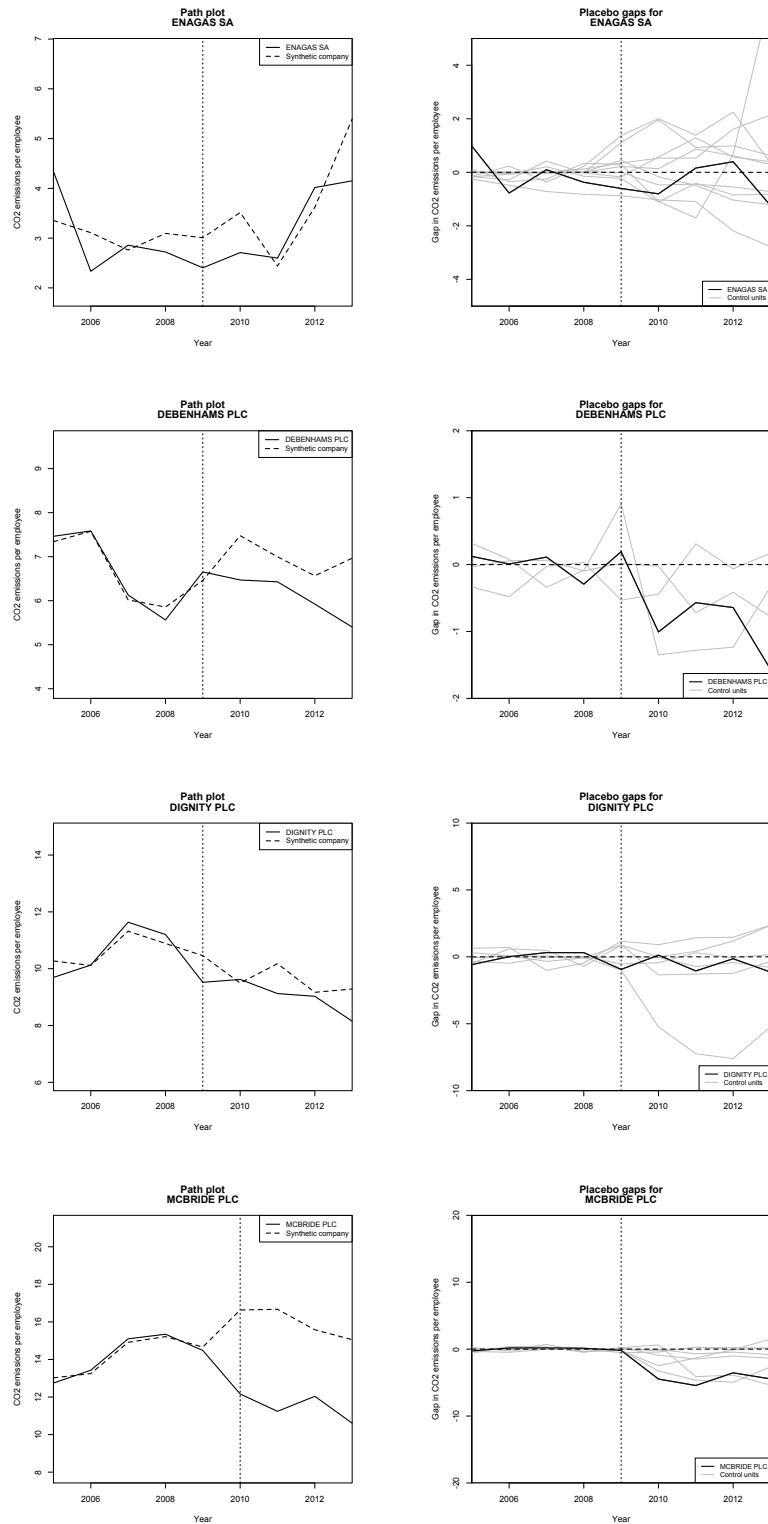 Path plot
ENAGAS SA
CO2 emissions per employee
7
6
5
4
3
2
ENAGAS SA
Synthetic company
2006 2008 2010 2012
Year
Placebo gaps for
ENAGAS SA
Gap in CO2 emissions per employee
4
2
0
-2
-4
ENAGAS SA
Control units
2006 2008 2010 2012
Year
Path plot
DEBENHAMS PLC
CO2 emissions per employee
9
8
7
6
5
4
DEBENHAMS PLC
Synthetic company
2006 2008 2010 2012
Year
Placebo gaps for
DEBENHAMS PLC
Gap in CO2 emissions per employee
2
1
0
-1
-2
DEBENHAMS PLC
Control units
2006 2008 2010 2012
Year
Path plot
DIGNITY PLC
CO2 emissions per employee
14
12
10
8
6
DIGNITY PLC
Synthetic company
2006 2008 2010 2012
Year
Placebo gaps for
DIGNITY PLC
Gap in CO2 emissions per employee
10
5
0
-5
-10
DIGNITY PLC
Control units
2006 2008 2010 2012
Year
Path plot
MCBRIDE PLC
CO2 emissions per employee
20
18
16
14
12
10
8
MCBRIDE PLC
Synthetic company
2006 2008 2010 2012
Year
Placebo gaps for
MCBRIDE PLC
Gap in CO2 emissions per employee
20
10
0
-10
-20
MCBRIDE PLC
Control units
2006 2008 2010 2012
Year